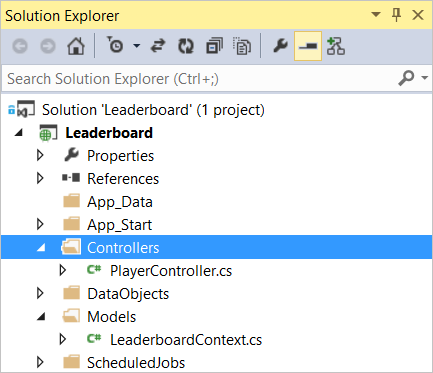 Solution Explorer
Search Solution Explorer (Ctrl+;)
Solution 'Leaderboard' (1 project)
Leaderboard
Properties
References
App_Data
App_Start
Controllers
C# PlayerController.cs
DataObjects
Models
C# LeaderboardContext.cs
ScheduledJobs